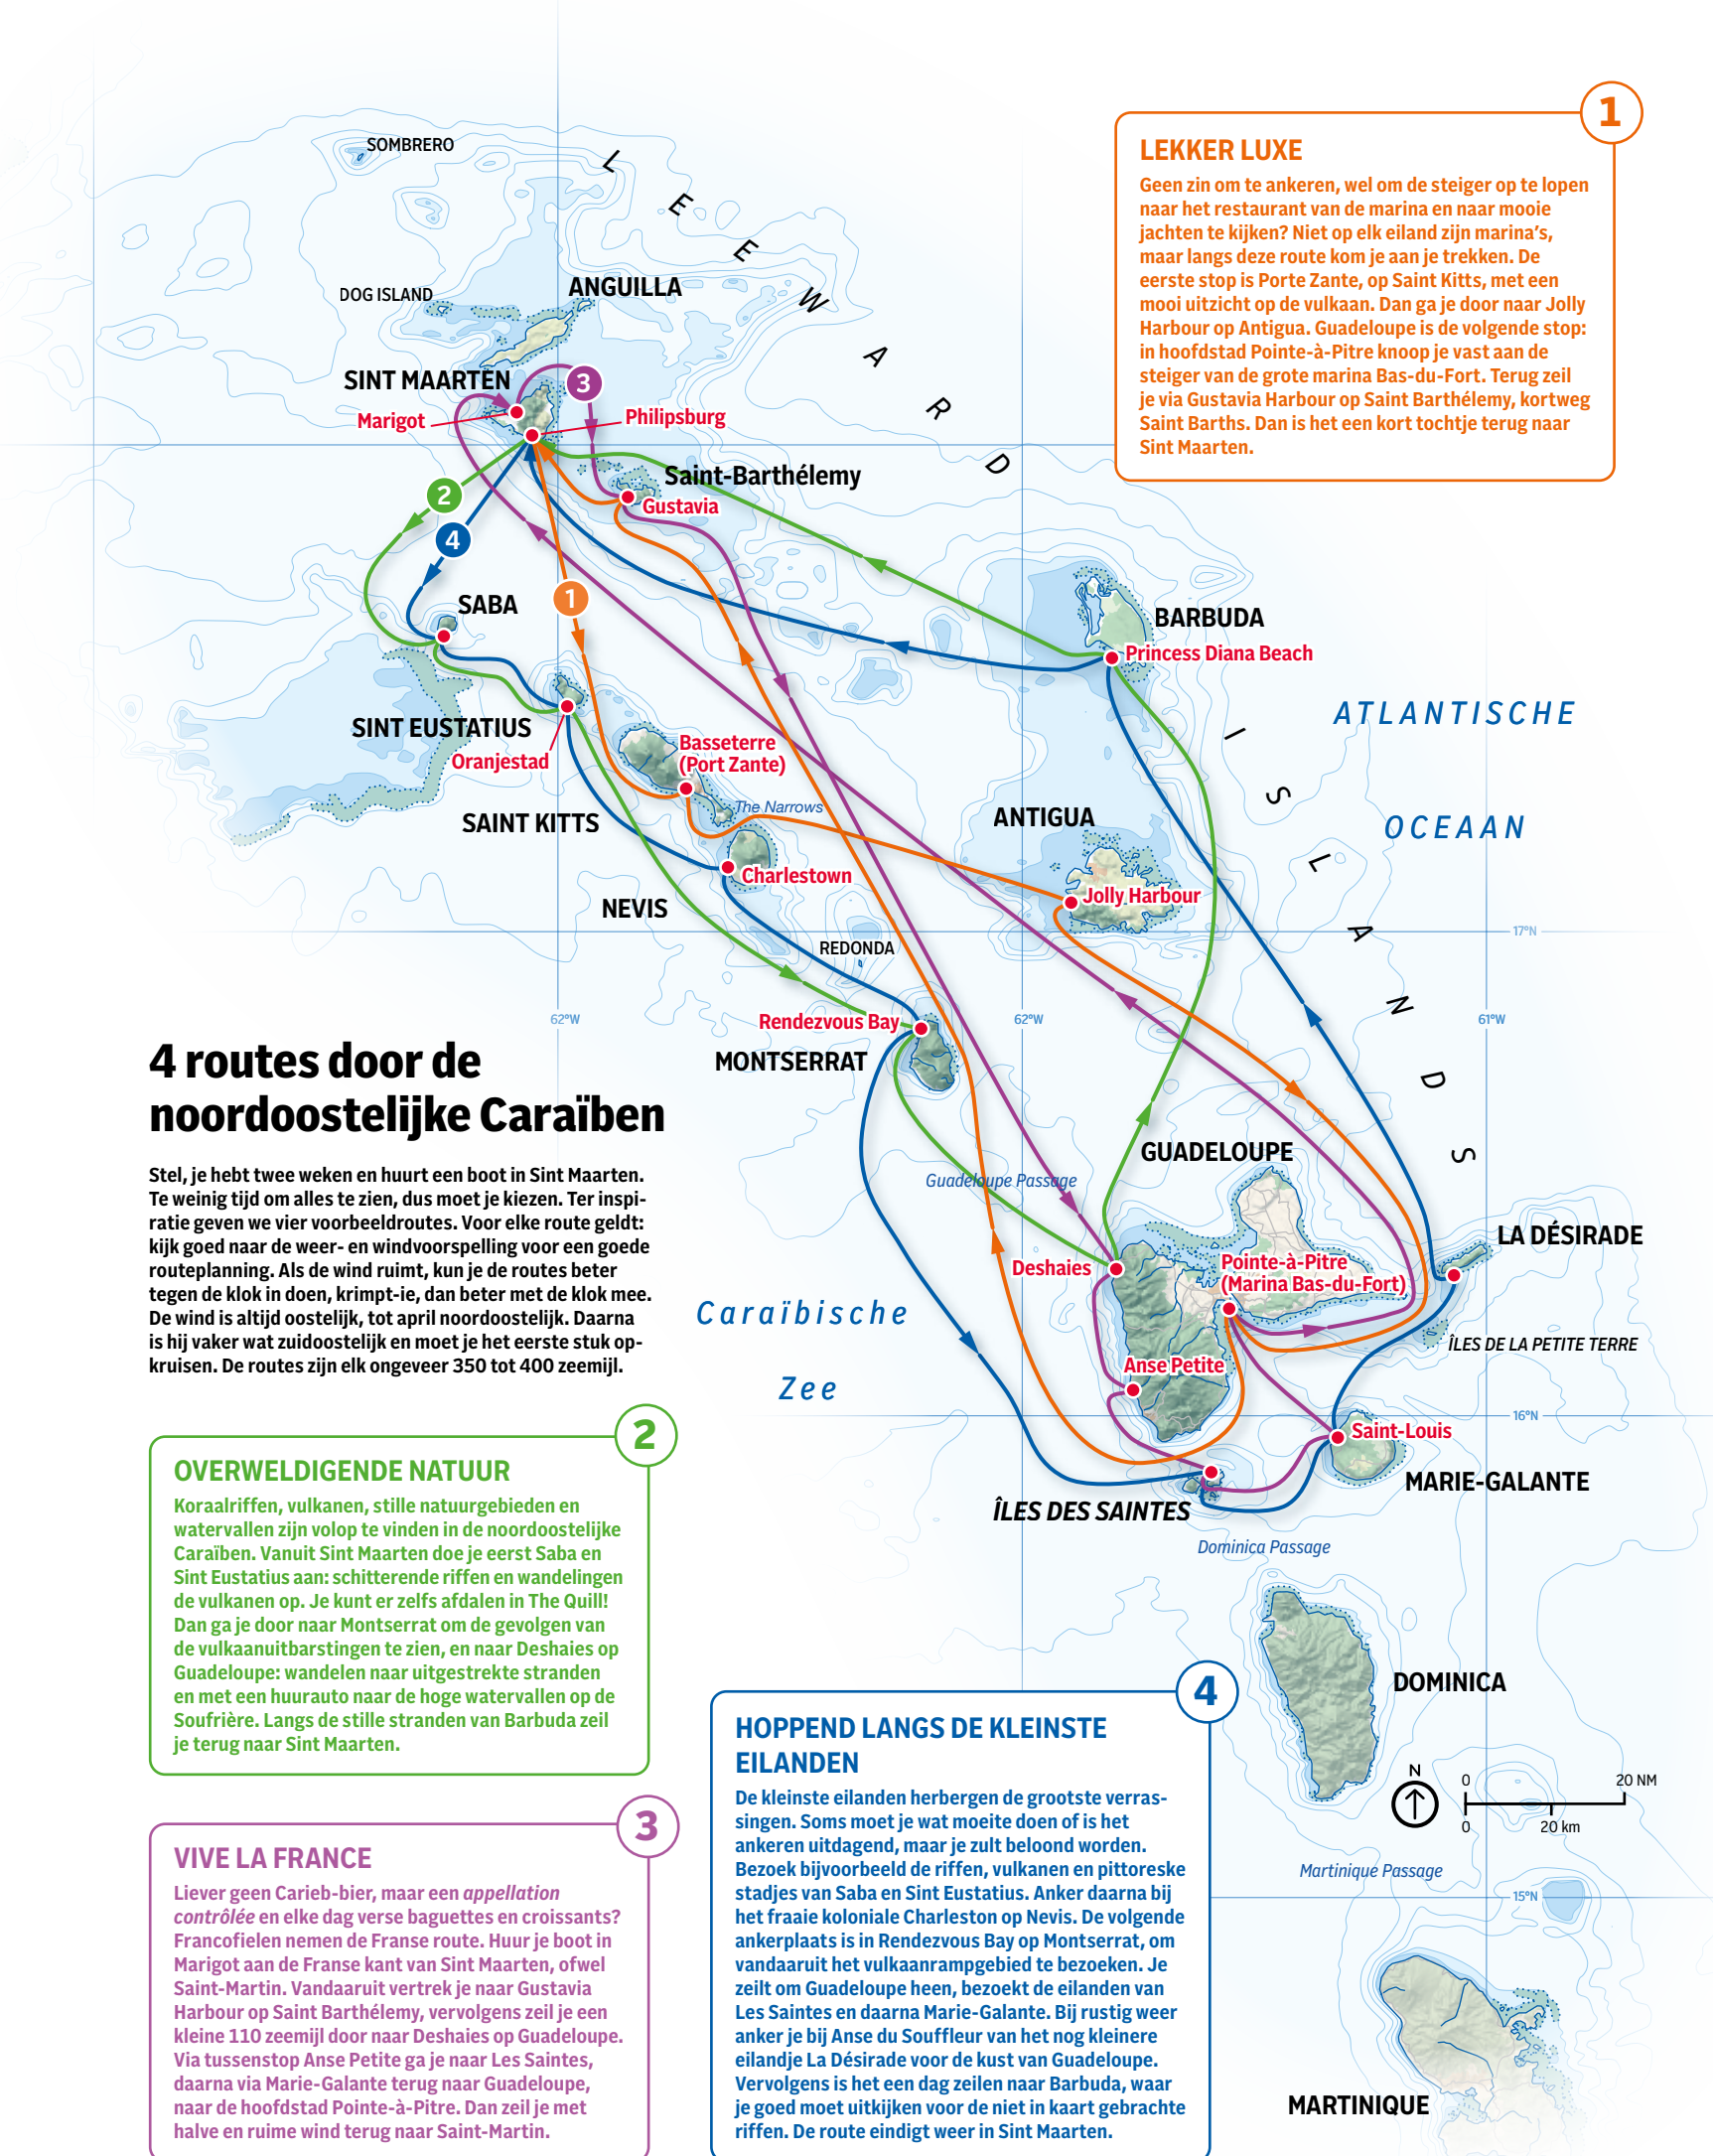 1
LEKKER LUXE
Geen zin om te ankeren, wel om de steiger op te lopen
naar het restaurant van de marina en naar mooie
jachten te kijken? Niet op elk eiland zijn marina's,
maar langs deze route kom je aan je trekken. De
eerste stop is Porte Zante, op Saint Kitts, met een
mooi uitzicht op de vulkaan. Dan ga je door naar Jolly
Harbour op Antigua. Guadeloupe is de volgende stop:
in hoofdstad Pointe-à-Pitre knoop je vast aan de
steiger van de grote marina Bas-du-Fort. Terug zeil
je via Gustavia Harbour op Saint Barthélemy, kortweg
Saint Barths. Dan is het een kort tochtje terug naar
Sint Maarten.
SOMBRERO
LEEWARD
ISLANDS
DOG ISLAND
ANGUILLA
SINT MAARTEN
3
Marigot
Philipsburg
Saint-Barthélemy
Gustavia
2
4
1
SABA
BARBUDA
Princess Diana Beach
ATLANTISCHE
OCEAAN
SINT EUSTATIUS
Oranjestad
Basseterre
(Port Zante)
The Narrows
SAINT KITTS
ANTIGUA
Charlestown
Jolly Harbour
NEVIS
REDONDA
17°N
62°W
62°W
61°W
Rendezvous Bay
MONTSERRAT
4 routes door de
noordoostelijke Caraïben
Stel, je hebt twee weken en huurt een boot in Sint Maarten.
Te weinig tijd om alles te zien, dus moet je kiezen. Ter inspi-
ratie geven we vier voorbeeldroutes. Voor elke route geldt:
kijk goed naar de weer- en windvoorspelling voor een goede
routeplanning. Als de wind ruimt, kun je de routes beter
tegen de klok in doen, krimpt-ie, dan beter met de klok mee.
De wind is altijd oostelijk, tot april noordoostelijk. Daarna
is hij vaker wat zuidoostelijk en moet je het eerste stuk op-
kruisen. De routes zijn elk ongeveer 350 tot 400 zeemijl.
GUADELOUPE
Guadeloupe Passage
LA DÉSIRADE
Deshaies
Pointe-à-Pitre
(Marina Bas-du-Fort)
Caraïbische
Zee
ÎLES DE LA PETITE TERRE
Anse Petite
16°N
Saint-Louis
MARIE-GALANTE
ÎLES DES SAINTES
Dominica Passage
DOMINICA
N
0
20 NM
0
20 km
Martinique Passage
15°N
MARTINIQUE
2
OVERWELDIGENDE NATUUR
Koraalriffen, vulkanen, stille natuurgebieden en
watervallen zijn volop te vinden in de noordoostelijke
Caraïben. Vanuit Sint Maarten doe je eerst Saba en
Sint Eustatius aan: schitterende riffen en wandelingen
de vulkanen op. Je kunt er zelfs afdalen in The Quill!
Dan ga je door naar Montserrat om de gevolgen van
de vulkaanuitbarstingen te zien, en naar Deshaies op
Guadeloupe: wandelen naar uitgestrekte stranden
en met een huurauto naar de hoge watervallen op de
Soufrière. Langs de stille stranden van Barbuda zeil
je terug naar Sint Maarten.
3
VIVE LA FRANCE
Liever geen Carieb-bier, maar een appellation
contrôlée en elke dag verse baguettes en croissants?
Francofielen nemen de Franse route. Huur je boot in
Marigot aan de Franse kant van Sint Maarten, ofwel
Saint-Martin. Vandaaruit vertrek je naar Gustavia
Harbour op Saint Barthélemy, vervolgens zeil je een
kleine 110 zeemijl door naar Deshaies op Guadeloupe.
Via tussenstop Anse Petite ga je naar Les Saintes,
daarna via Marie-Galante terug naar Guadeloupe,
naar de hoofdstad Pointe-à-Pitre. Dan zeil je met
halve en ruime wind terug naar Saint-Martin.
4
HOPPEND LANGS DE KLEINSTE
EILANDEN
De kleinste eilanden herbergen de grootste verras-
singen. Soms moet je wat moeite doen of is het
ankeren uitdagend, maar je zult beloond worden.
Bezoek bijvoorbeeld de riffen, vulkanen en pittoreske
stadjes van Saba en Sint Eustatius. Anker daarna bij
het fraaie koloniale Charleston op Nevis. De volgende
ankerplaats is in Rendezvous Bay op Montserrat, om
vandaaruit het vulkaanrampgebied te bezoeken. Je
zeilt om Guadeloupe heen, bezoekt de eilanden van
Les Saintes en daarna Marie-Galante. Bij rustig weer
anker je bij Anse du Souffleur van het nog kleinere
eilandje La Désirade voor de kust van Guadeloupe.
Vervolgens is het een dag zeilen naar Barbuda, waar
je goed moet uitkijken voor de niet in kaart gebrachte
riffen. De route eindigt weer in Sint Maarten.